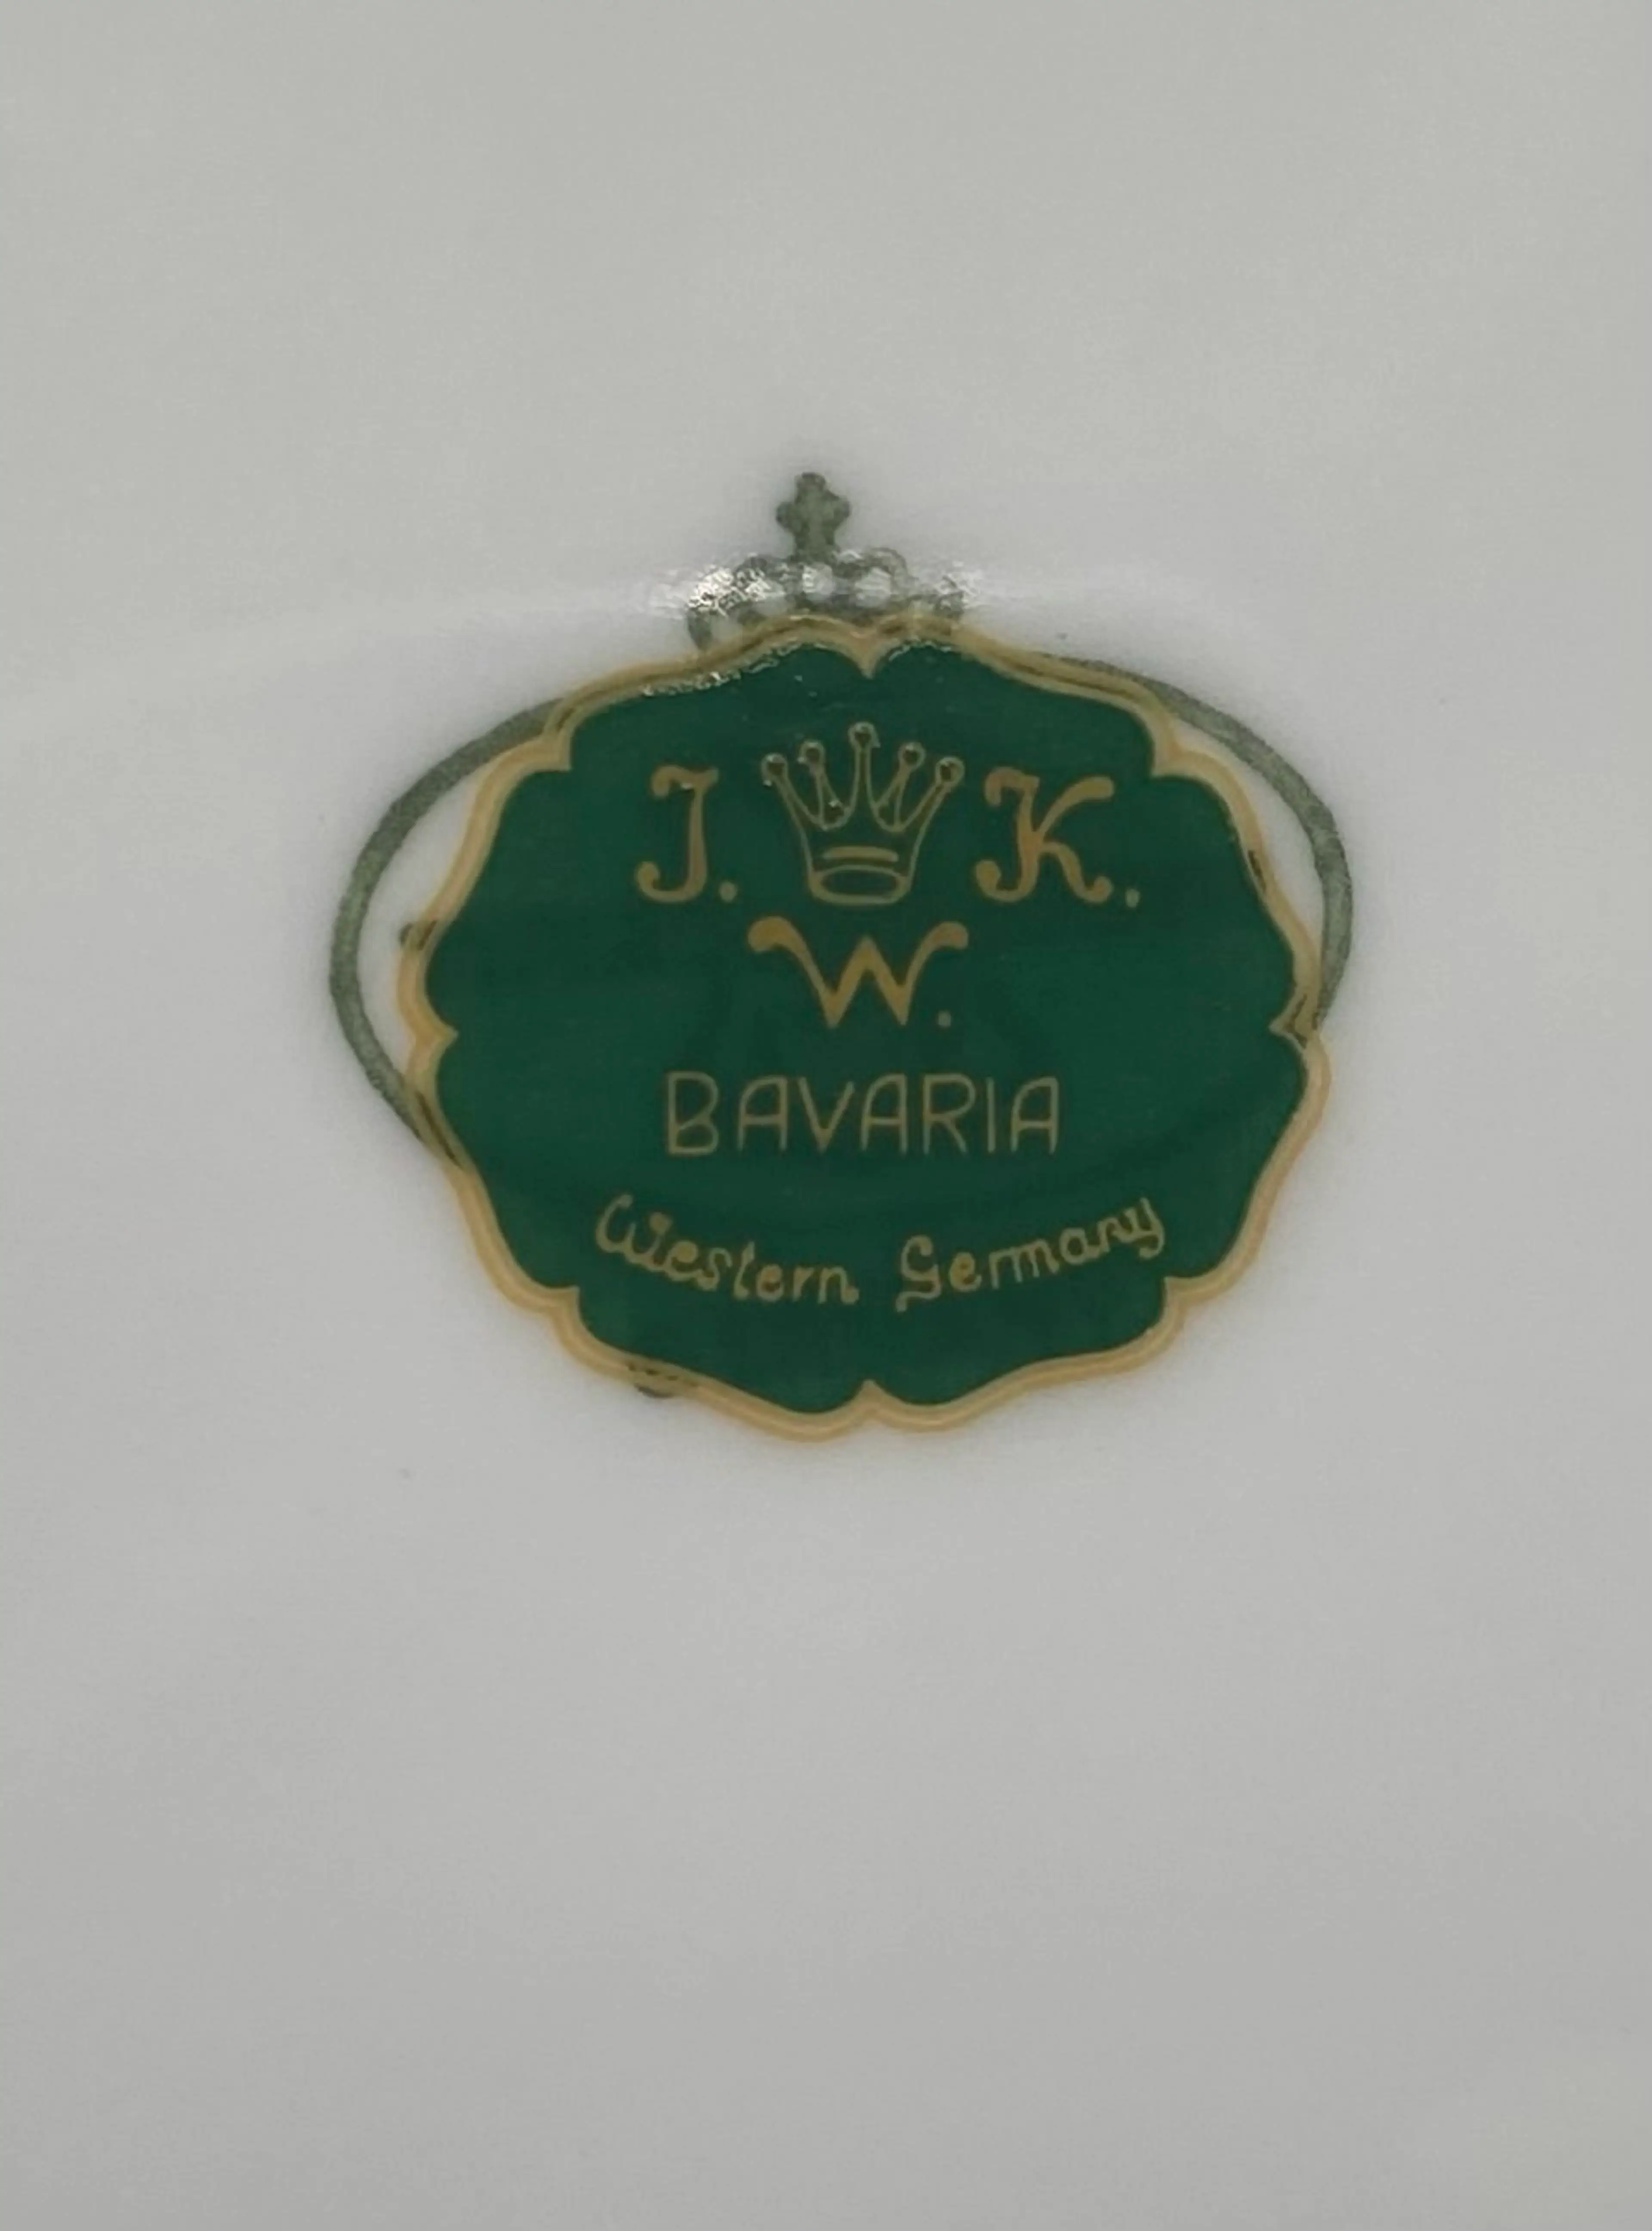 J. K.
W.
BAVARIA
Western Germany